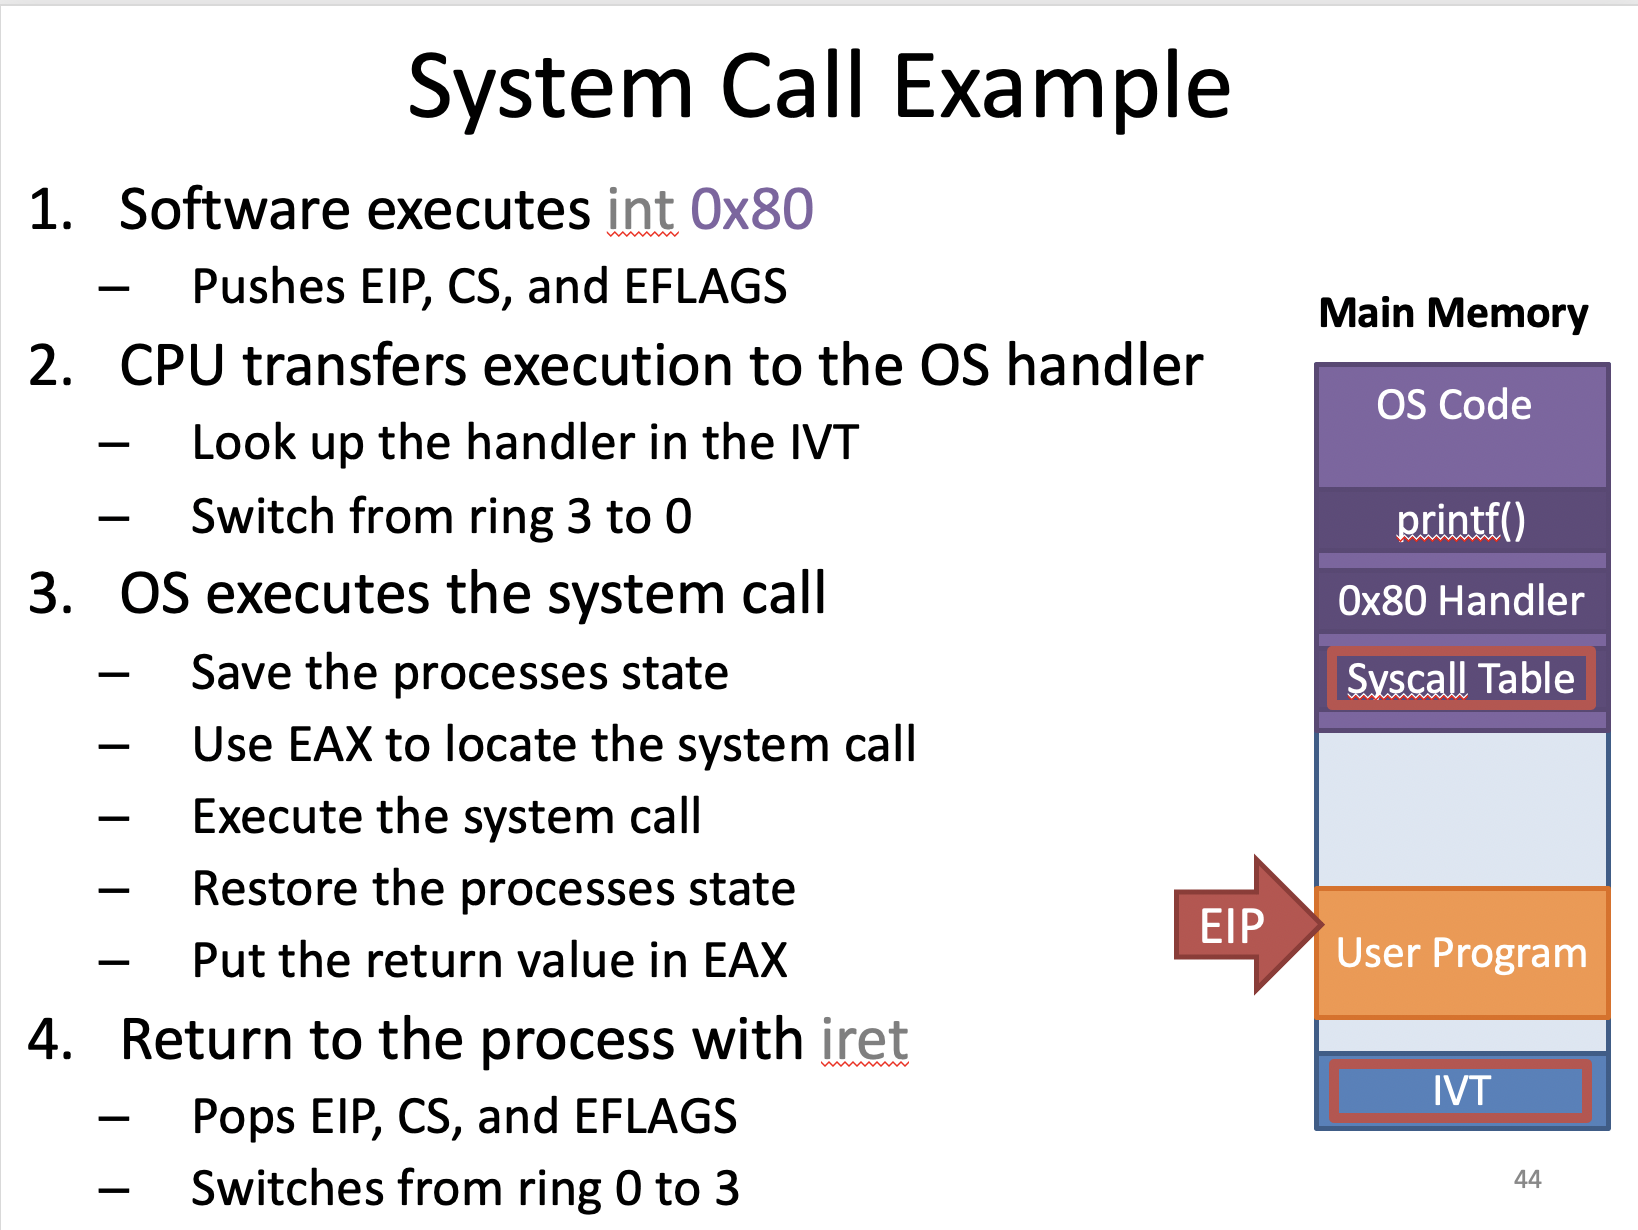 System Call Example
1. Software executes int 0x80
– Pushes EIP, CS, and EFLAGS
2. CPU transfers execution to the OS handler
– Look up the handler in the IVT
– Switch from ring 3 to 0
3. OS executes the system call
– Save the processes state
– Use EAX to locate the system call
– Execute the system call
– Restore the processes state
– Put the return value in EAX
4. Return to the process with iret
– Pops EIP, CS, and EFLAGS
– Switches from ring 0 to 3
Main Memory
OS Code
printf()
0x80 Handler
Syscall Table
EIP
User Program
IVT
44